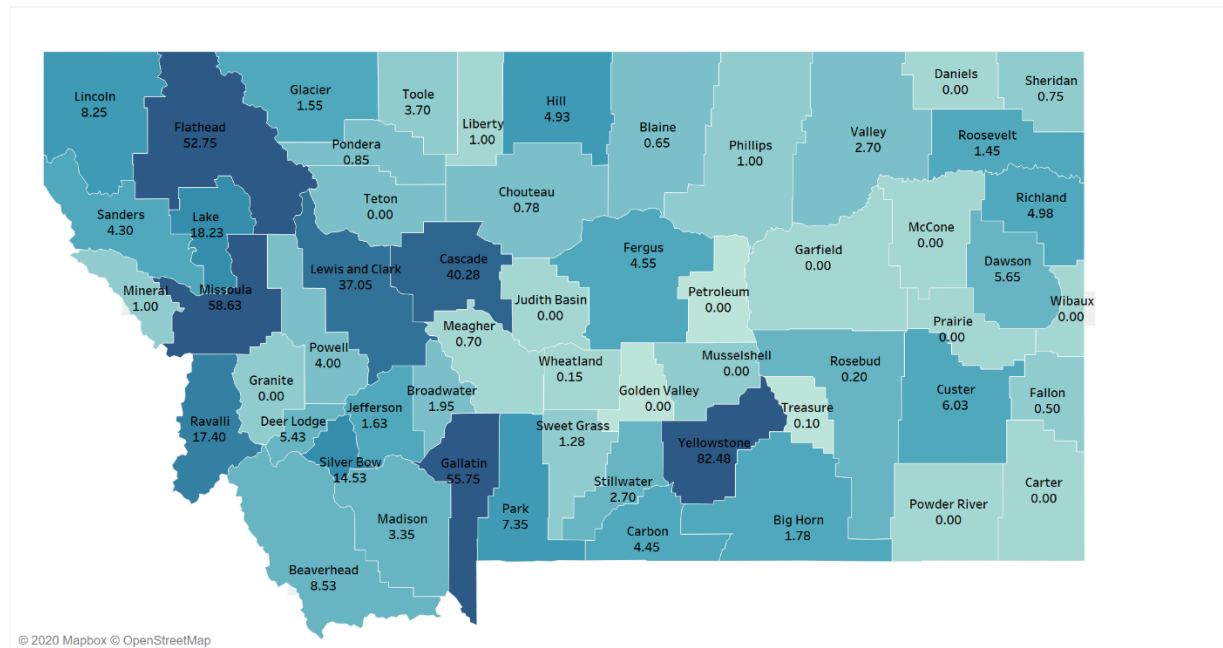 Lincoln
8.25
Flathead
52.75
Glacier
1.55
Toole
3.70
Liberty
1.00
Hill
4.93
Blaine
0.65
Phillips
1.00
Valley
2.70
Daniels
0.00
Sheridan
0.75
Roosevelt
1.45
Pondera
0.85
Teton
0.00
Chouteau
0.78
Richland
4.98
Sanders
4.30
Lake
18.23
Lewis and Clark
37.05
Cascade
40.28
Fergus
4.55
Garfield
0.00
McCone
0.00
Dawson
5.65
Mineral
1.00
Missoula
58.63
Judith Basin
0.00
Petroleum
0.00
Prairie
0.00
Wibaux
0.00
Powell
4.00
Meagher
0.70
Wheatland
0.15
Golden Valley
0.00
Musselshell
0.00
Rosebud
0.20
Custer
6.03
Fallon
0.50
Granite
0.00
Ravalli
17.40
Deer Lodge
5.43
Jefferson
1.63
Broadwater
1.95
Sweet Grass
1.28
Treasure
0.10
Silver Bow
14.53
Gallatin
55.75
Yellowstone
82.48
Stillwater
2.70
Park
7.35
Madison
3.35
Carbon
4.45
Big Horn
1.78
Powder River
0.00
Carter
0.00
Beaverhead
8.53
© 2020 Mapbox © OpenStreetMap